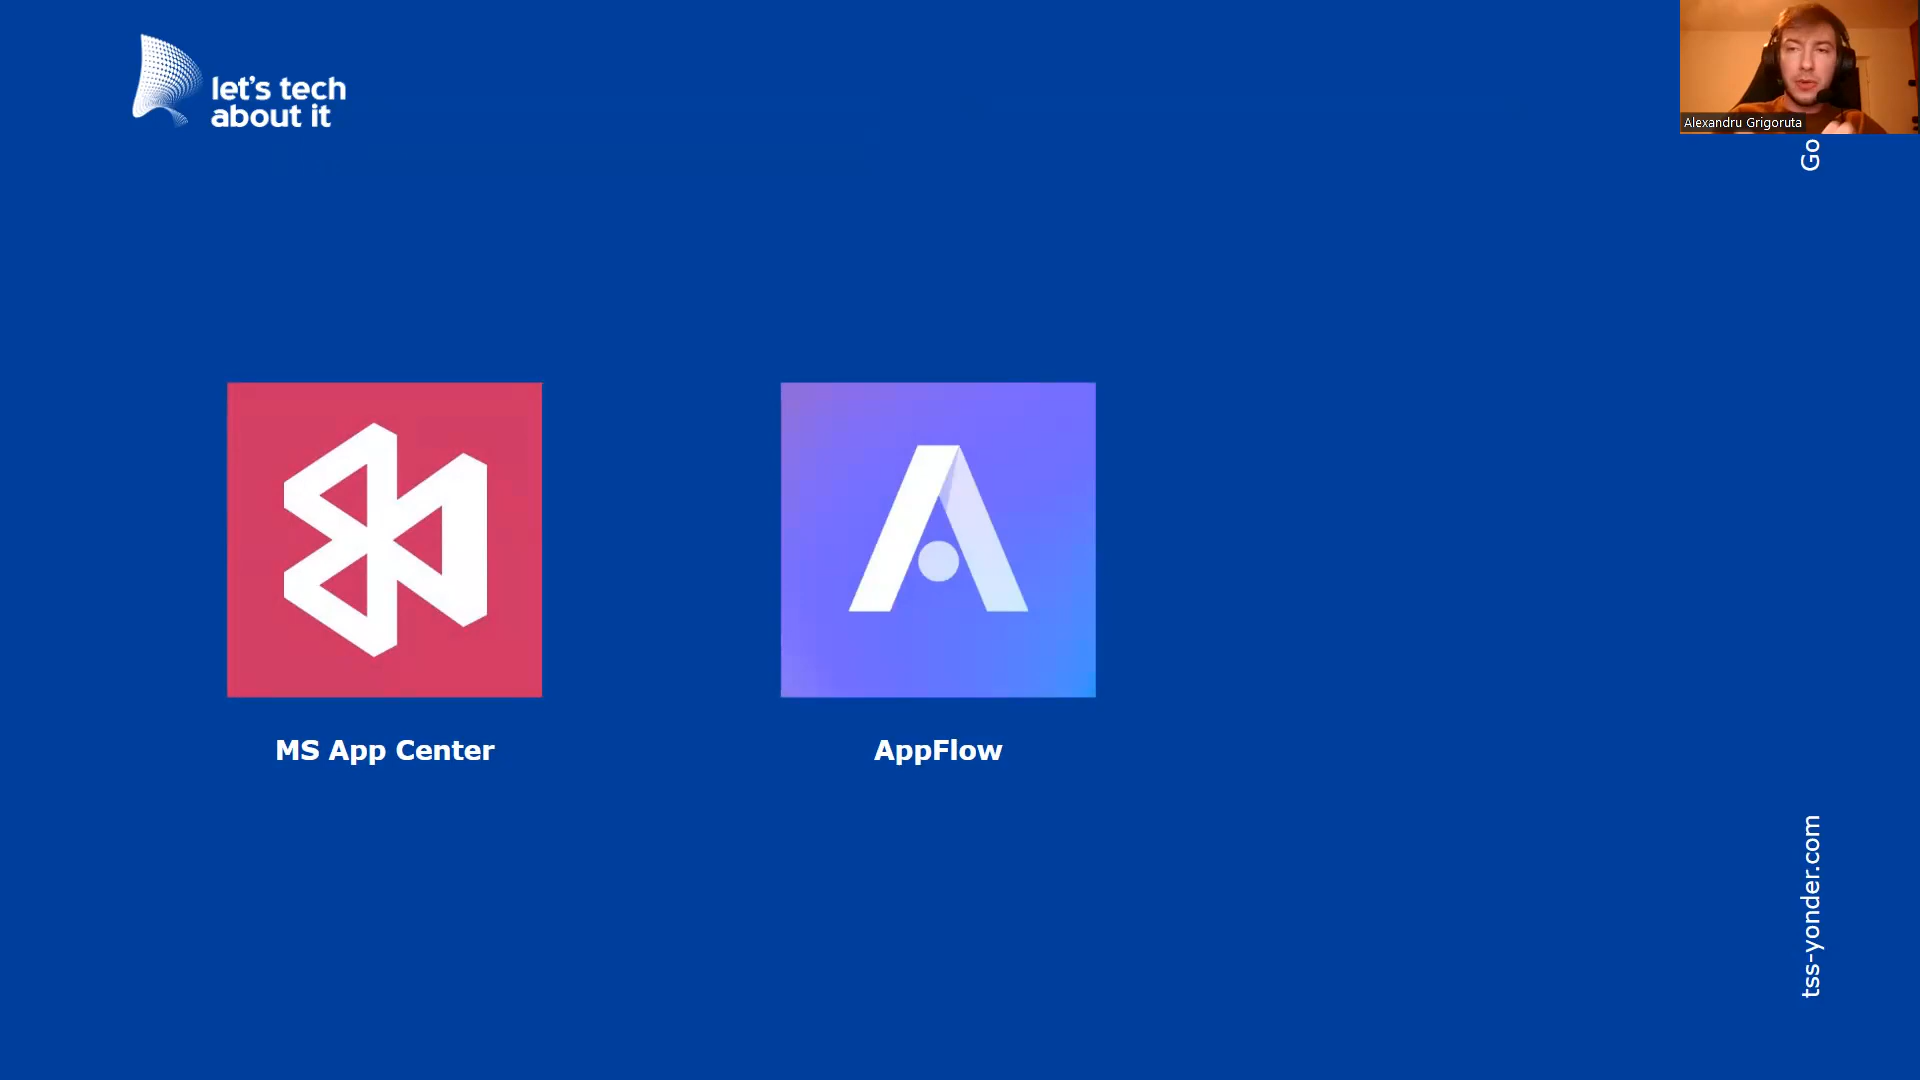 let's tech
about it
Alexandru Grigoruta
Go
MS App Center
AppFlow
tss-yonder.com